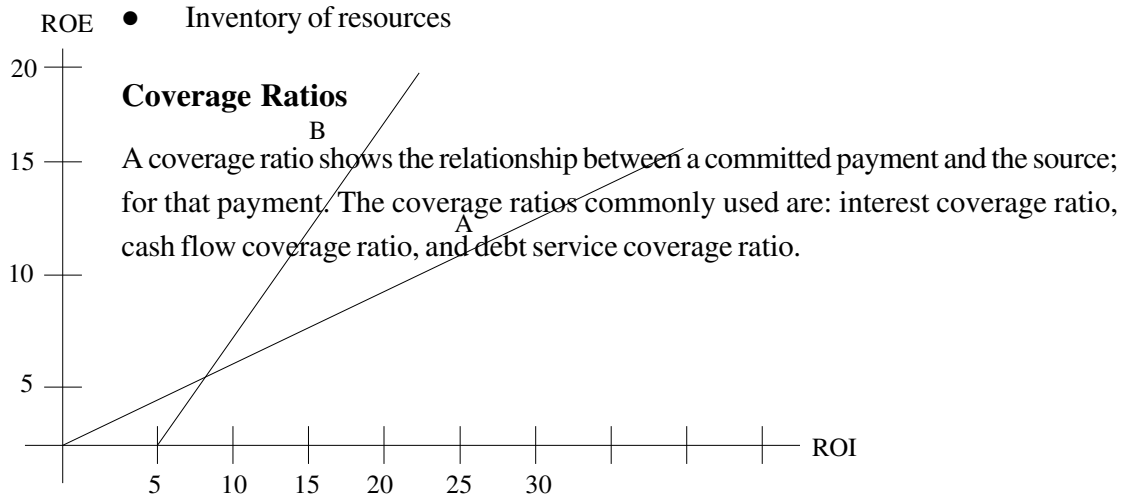 ROE
● Inventory of resources
20
Coverage Ratios
B
15
A coverage ratio shows the relationship between a committed payment and the source;
for that payment. The coverage ratios commonly used are: interest coverage ratio,
A
cash flow coverage ratio, and debt service coverage ratio.
10
5
ROI
5 10 15 20 25 30